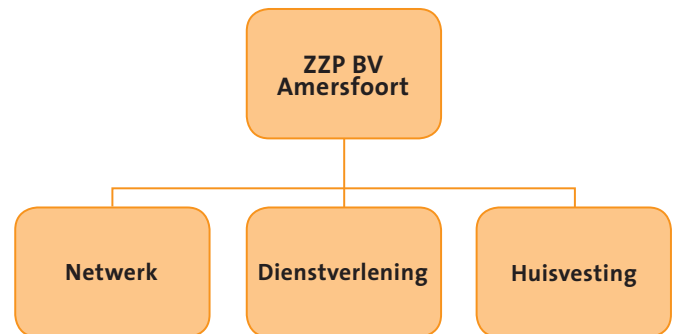 ZZP BV
Amersfoort
Netwerk
Dienstverlening
Huisvesting